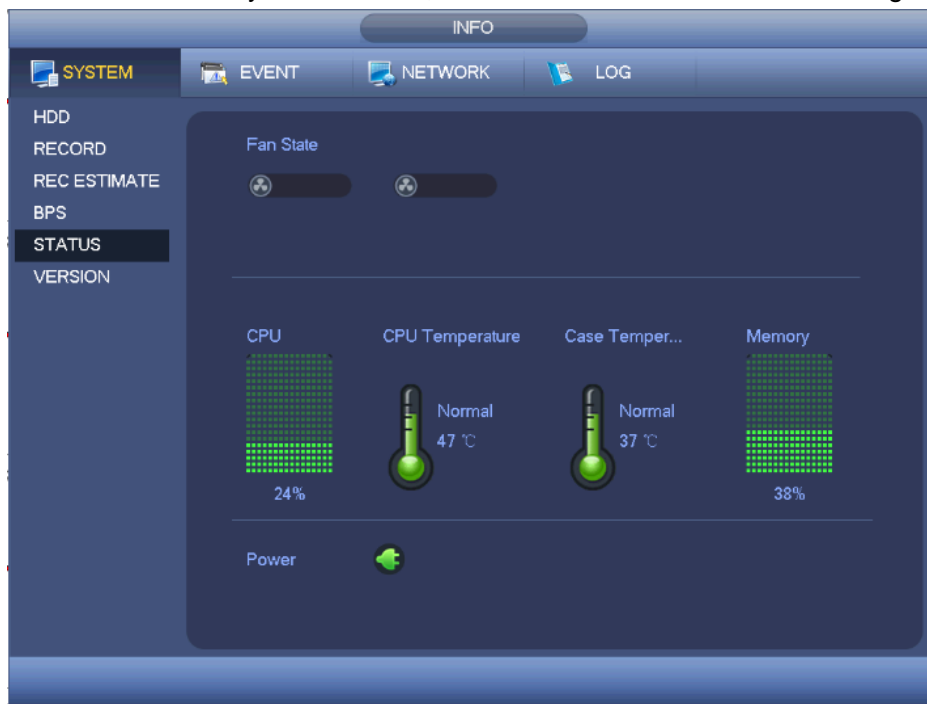 INFO
SYSTEM EVENT NETWORK LOG
HDD
RECORD
REC ESTIMATE
BPS
STATUS
VERSION
Fan State
CPU CPU Temperature Case Temper... Memory
Normal Normal
47 ℃ 37 ℃
24% 38%
Power